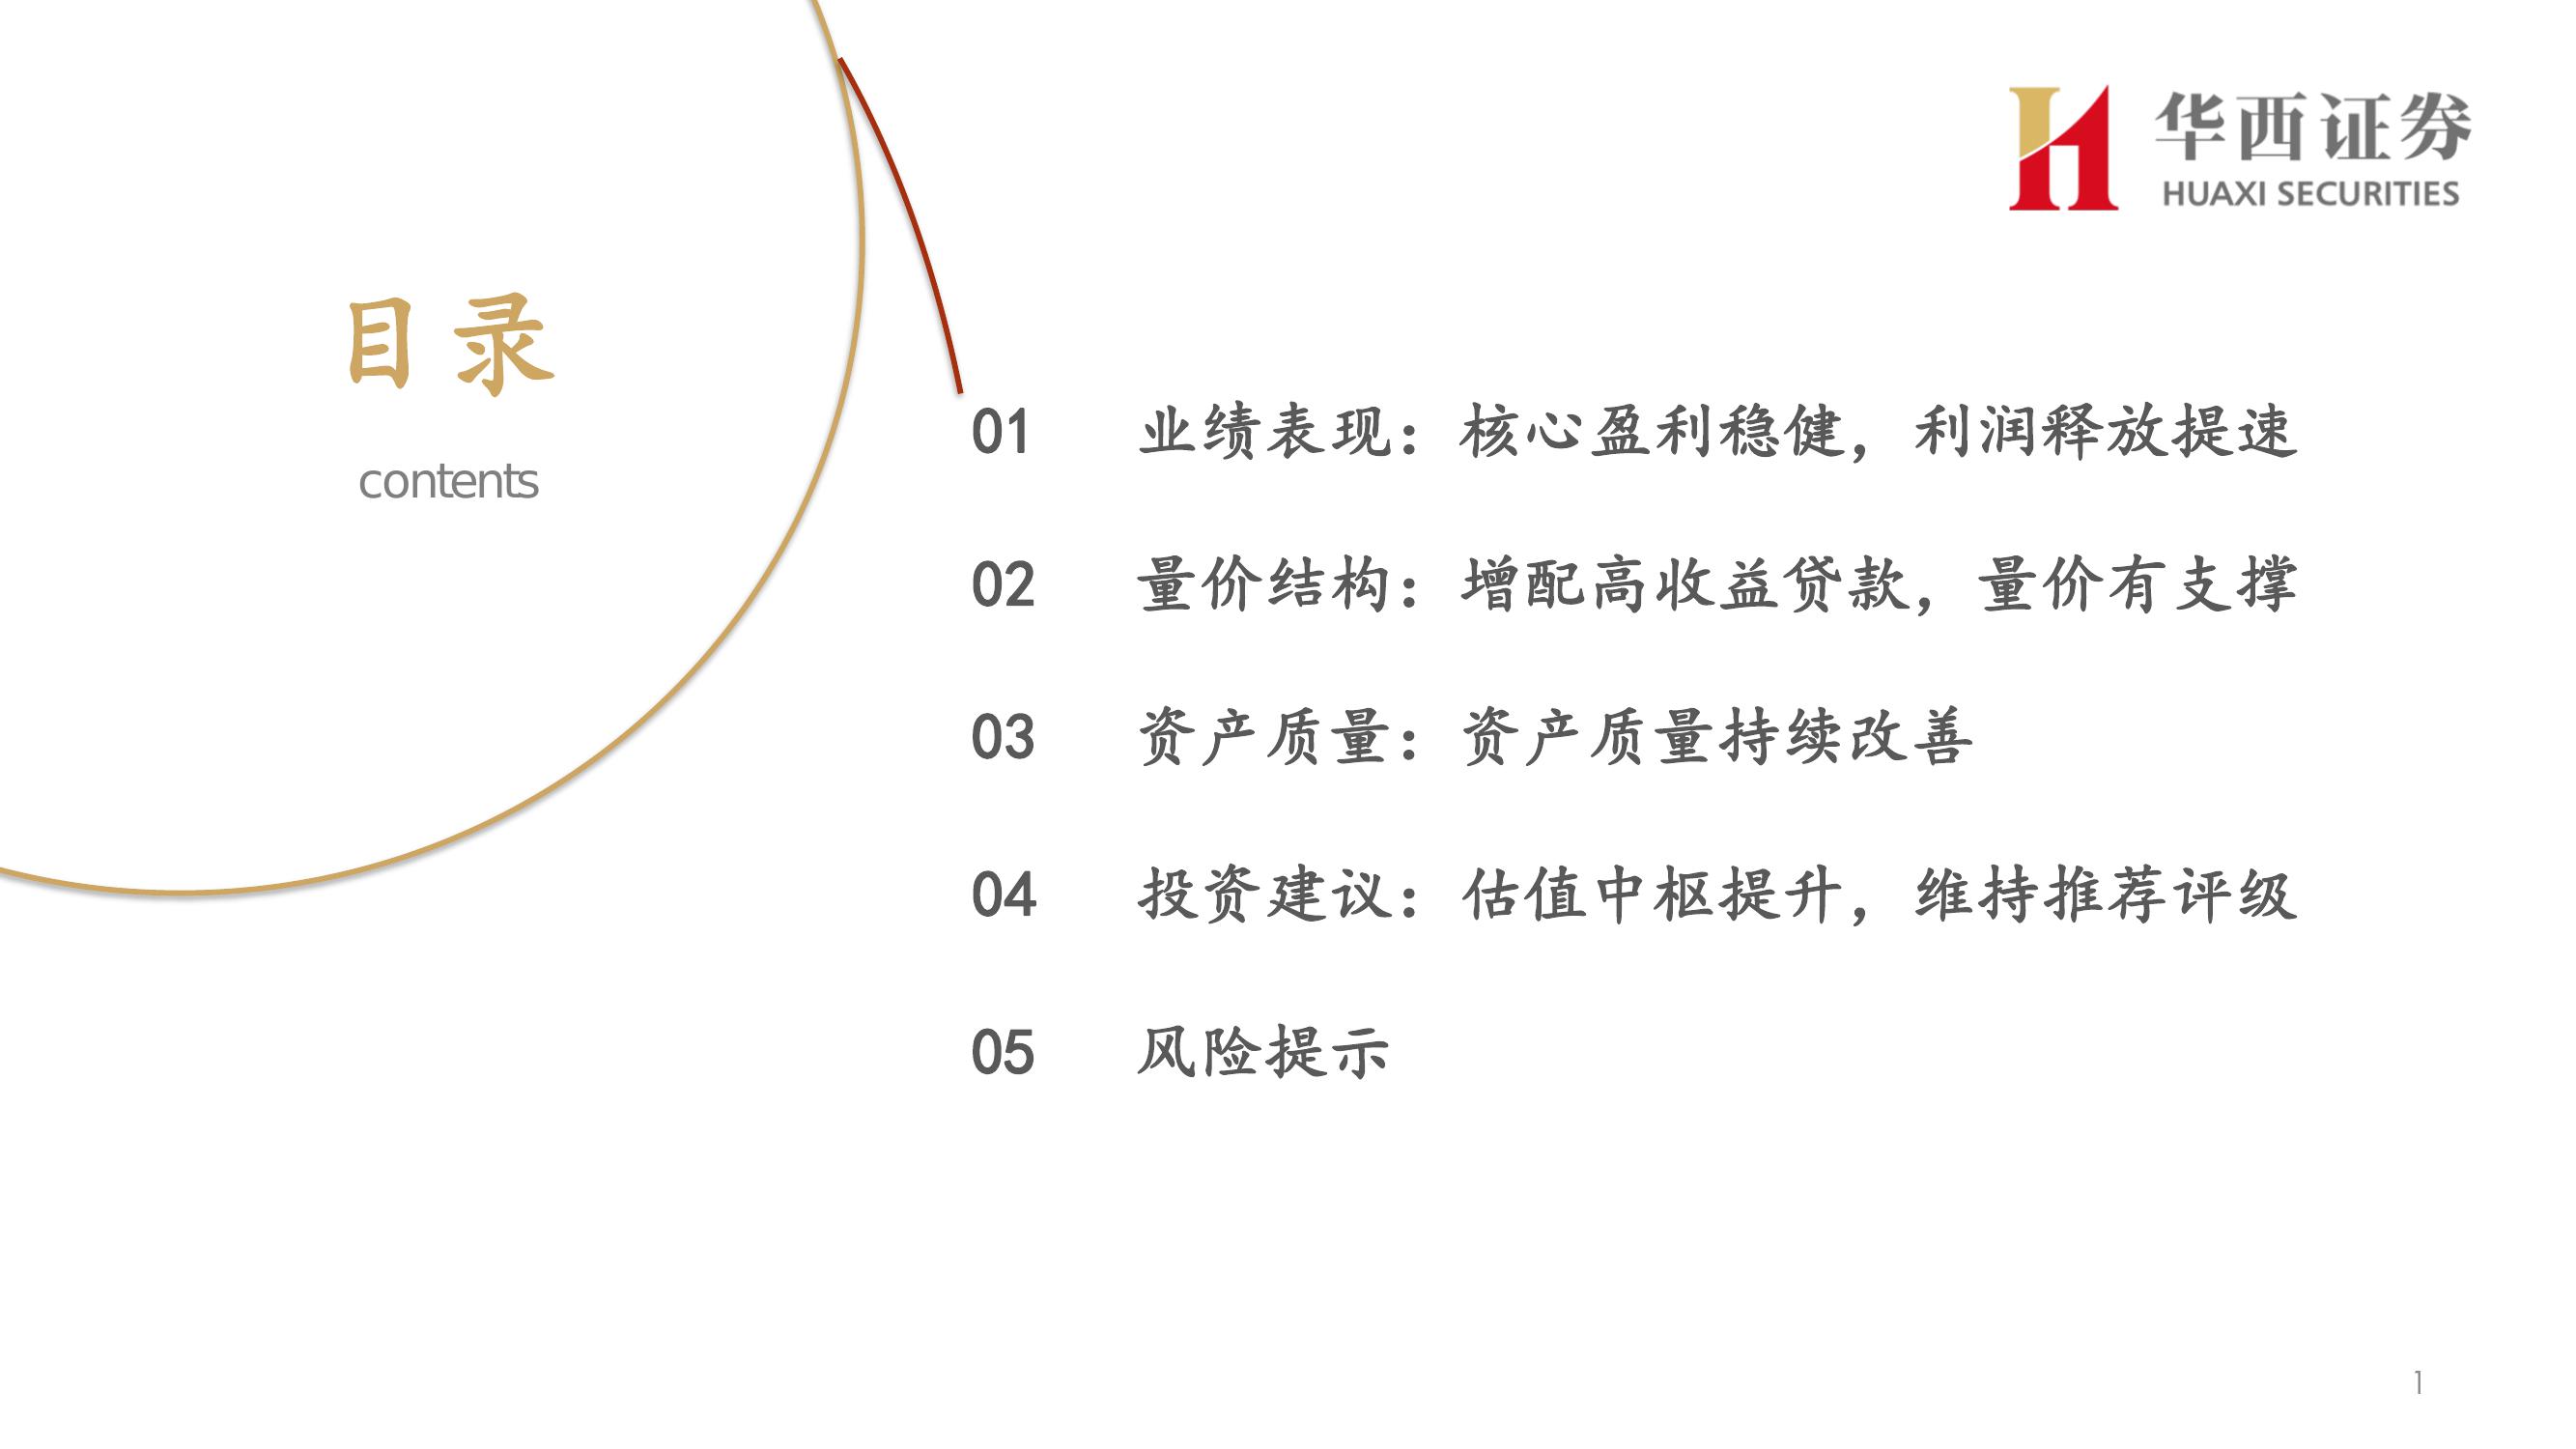 华西证券
HUAXI SECURITIES
目录
contents
01 业绩表现：核心盈利稳健，利润释放提速
02 量价结构：增配高收益贷款，量价有支撑
03 资产质量：资产质量持续改善
04 投资建议：估值中枢提升，维持推荐评级
05 风险提示
1